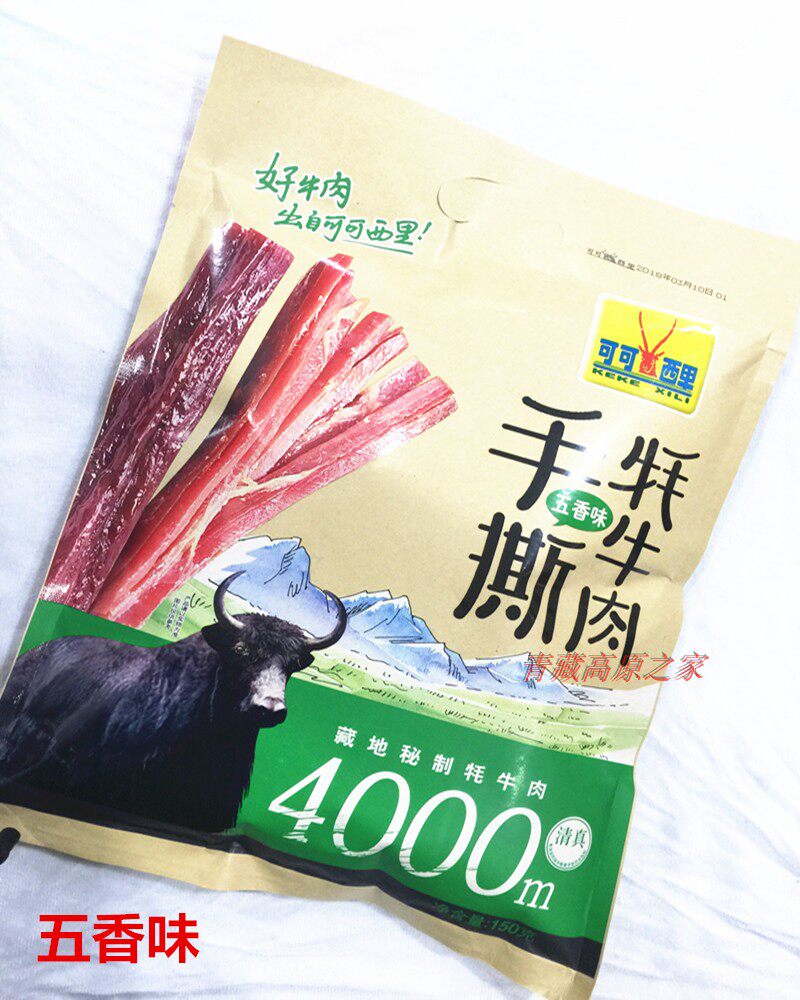 好牛肉
出自可可西里！
可可西里2018年03月10日 01
可可西里
KEKE XILI
手撕
五香味
牦牛肉
青藏高原之家
藏地秘制牦牛肉
4000m
清真
净含量:150克
五香味